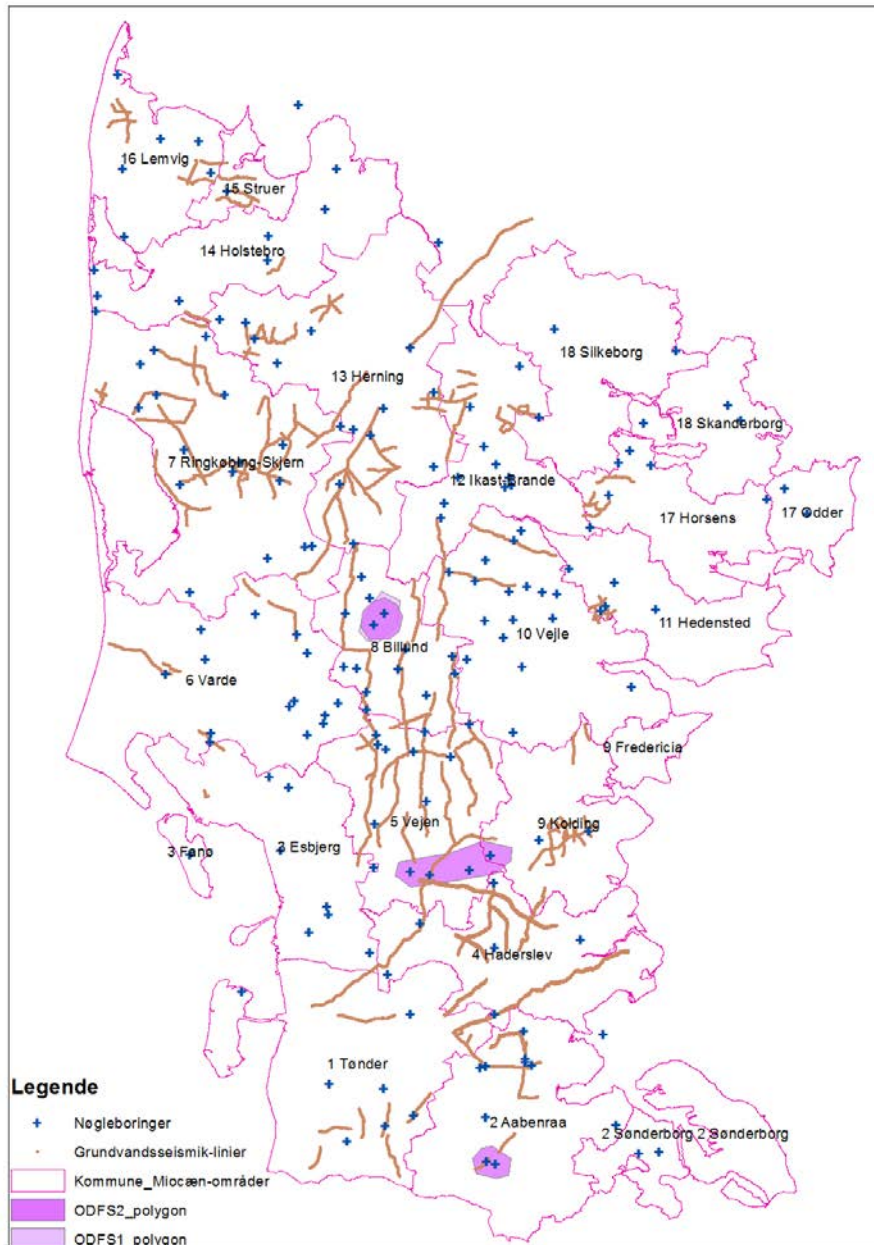 16 Lemvig
15 Struer
14 Holstebro
18 Silkeborg
13 Herning
18 Skanderborg
7 Ringkøbing-Skjern
12 Ikast-Brande
17 Horsens
17 Odder
11 Hedensted
10 Vejle
8 Billund
6 Varde
9 Fredericia
5 Vejen
9 Kolding
3 Esbjerg
3 Fanø
4 Haderslev
1 Tønder
2 Aabenraa
2 Sønderborg
2 Sønderborg
Legende
Nøgleboringer
Grundvandsseismik-linier
Kommune_Miocæn-områder
ODFS2_polygon
ODFS1_polygon